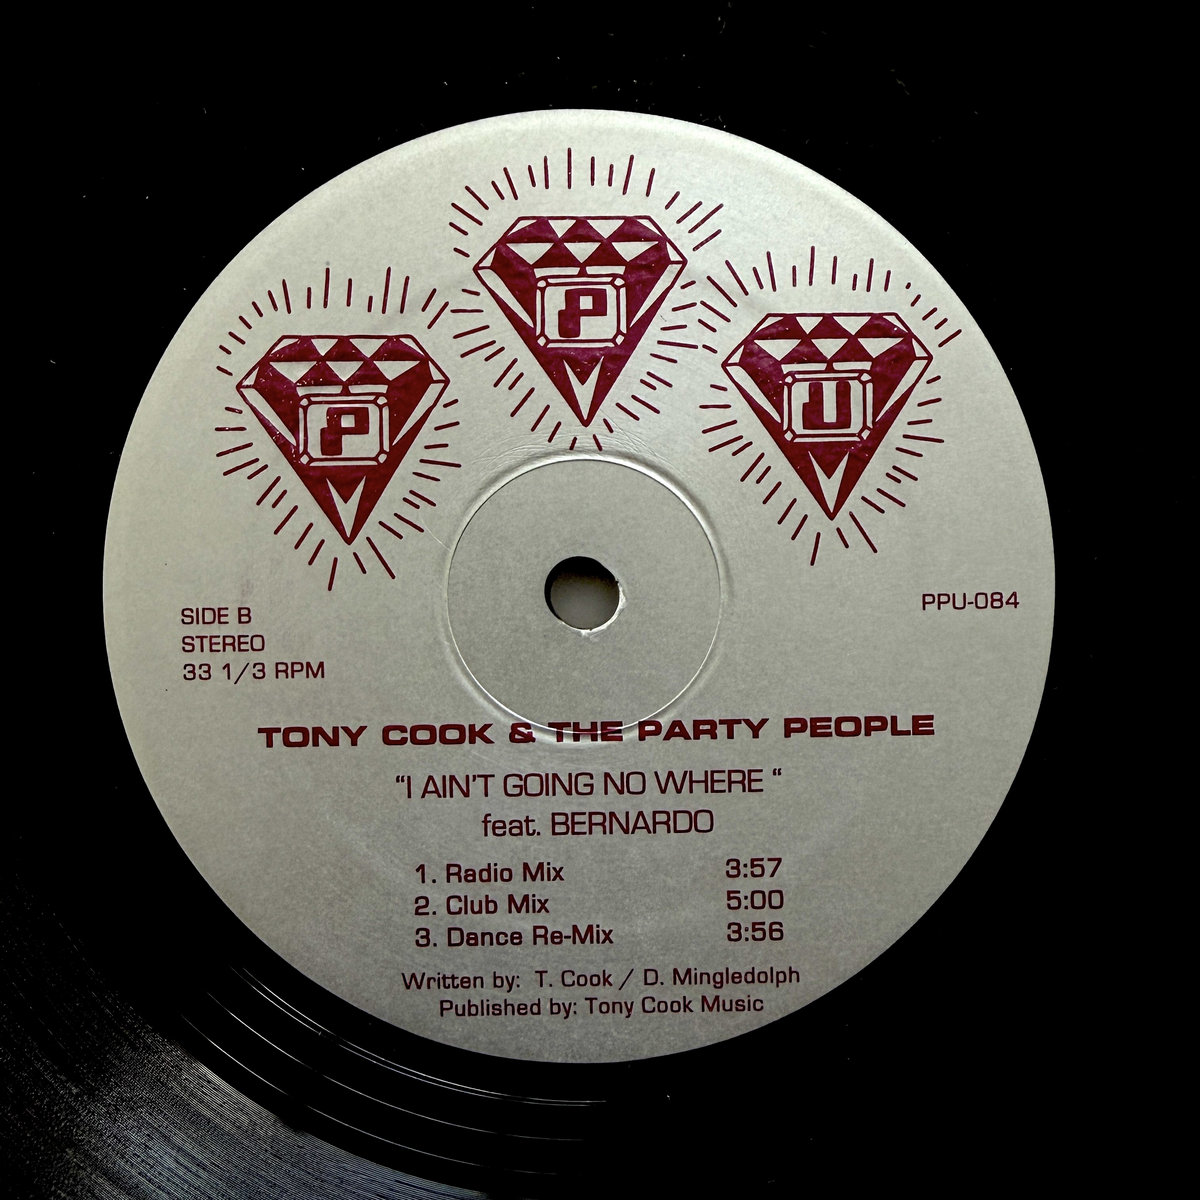 P P U
SIDE B
STEREO
33 1/3 RPM
PPU-084
TONY COOK & THE PARTY PEOPLE
“I AIN'T GOING NO WHERE “
feat. BERNARDO
1. Radio Mix 3:57
2. Club Mix 5:00
3. Dance Re-Mix 3:56
Written by: T. Cook / D. Mingledolph
Published by: Tony Cook Music